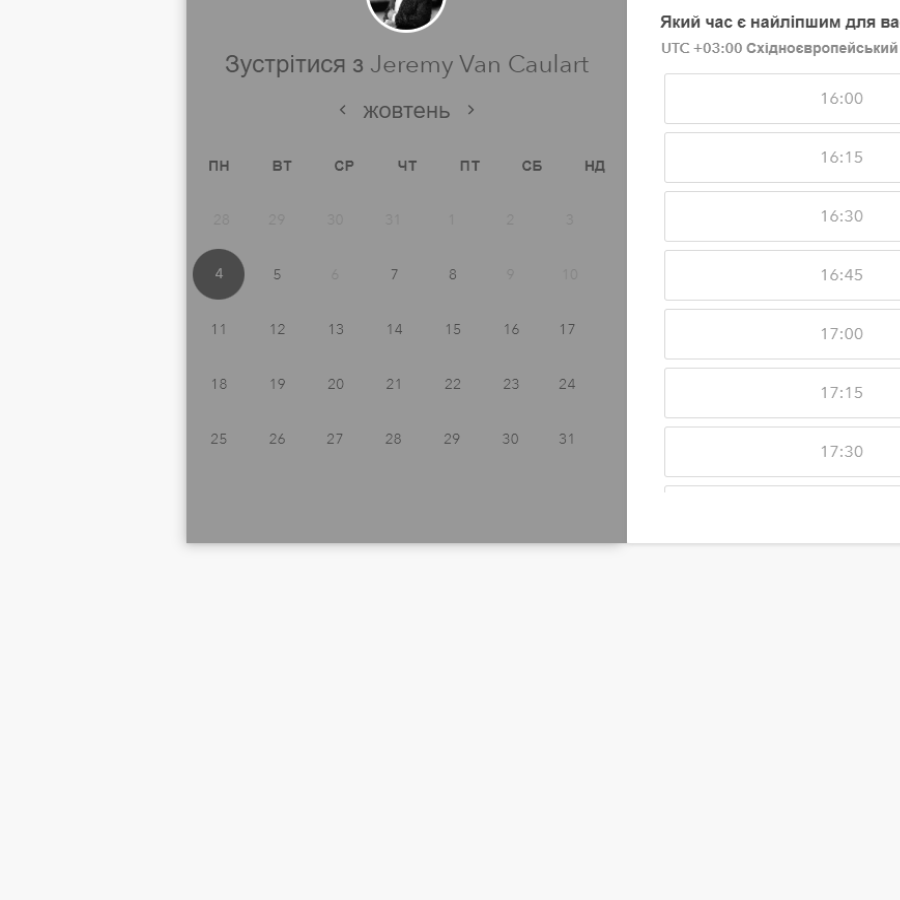 Зустрітися з Jeremy Van Caulart
жовтень
ПН ВТ СР ЧТ ПТ СБ НД
28 29 30 31 1 2 3
4 5 6 7 8 9 10
11 12 13 14 15 16 17
18 19 20 21 22 23 24
25 26 27 28 29 30 31
Який час є найліпшим для ва
UTC +03:00 Східноєвропейський
16:00
16:15
16:30
16:45
17:00
17:15
17:30